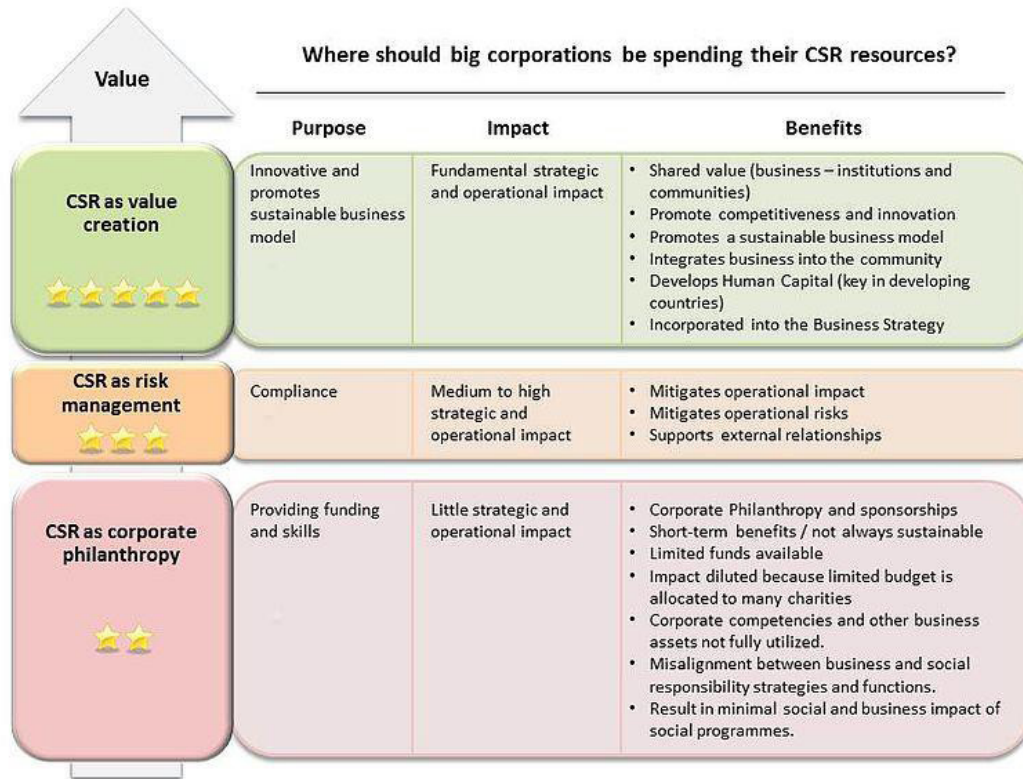 Value
Where should big corporations be spending their CSR resources?
Purpose
Impact
Benefits
CSR as value
creation
Innovative and
promotes
sustainable business
model
Fundamental strategic
and operational impact
• Shared value (business – institutions and
communities)
• Promote competitiveness and innovation
• Promotes a sustainable business model
• Integrates business into the community
• Develops Human Capital (key in developing
countries)
• Incorporated into the Business Strategy
CSR as risk
management
Compliance
Medium to high
strategic and
operational impact
• Mitigates operational impact
• Mitigates operational risks
• Supports external relationships
CSR as corporate
philanthropy
Providing funding
and skills
Little strategic and
operational impact
• Corporate Philanthropy and sponsorships
• Short-term benefits / not always sustainable
• Limited funds available
• Impact diluted because limited budget is
allocated to many charities
• Corporate competencies and other business
assets not fully utilized.
• Misalignment between business and social
responsibility strategies and functions.
• Result in minimal social and business impact of
social programmes.